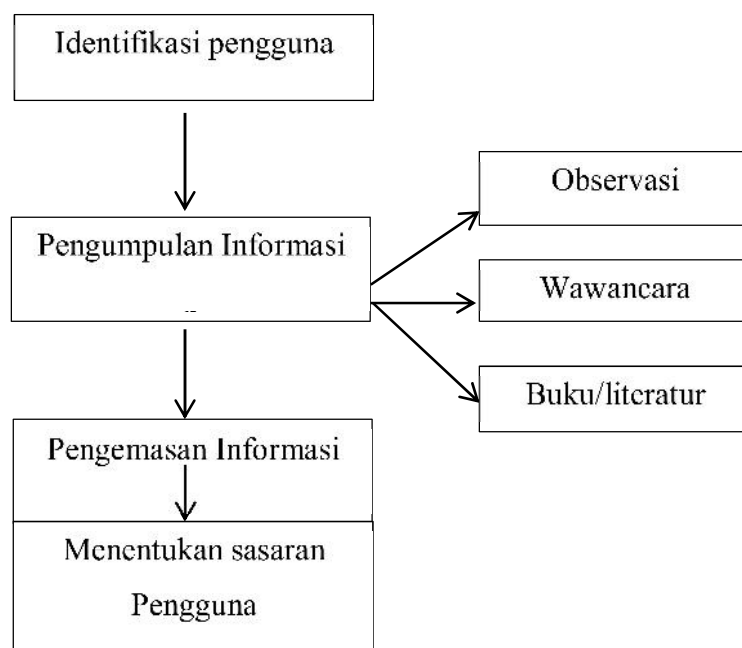 Identifikasi pengguna
Pengumpulan Informasi
Observasi
Wawancara
Buku/literatur
Pengemasan Informasi
Menentukan sasaran
Pengguna